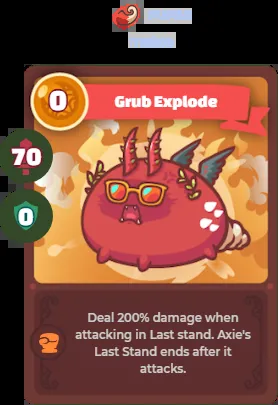 0
Grub Explode
70
0
Deal 200% damage when
attacking in Last stand. Axie's
Last Stand ends after it
attacks.